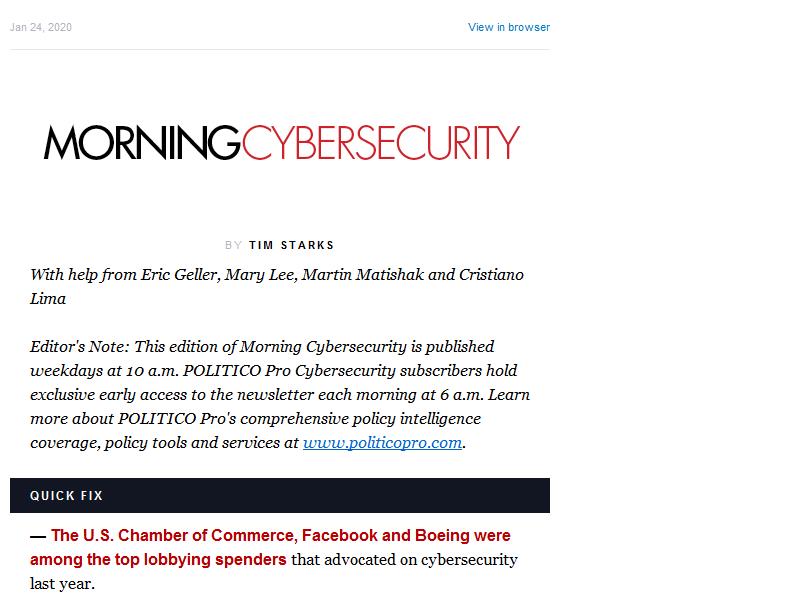 Jan 24, 2020 View in browser
MORNINGCYBERSECURITY
BY TIM STARKS
With help from Eric Geller, Mary Lee, Martin Matishak and Cristiano
Lima
Editor's Note: This edition of Morning Cybersecurity is published
weekdays at 10 a.m. POLITICO Pro Cybersecurity subscribers hold
exclusive early access to the newsletter each morning at 6 a.m. Learn
more about POLITICO Pro's comprehensive policy intelligence
coverage, policy tools and services at www.politicopro.com.
QUICK FIX
— The U.S. Chamber of Commerce, Facebook and Boeing were
among the top lobbying spenders that advocated on cybersecurity
last year.